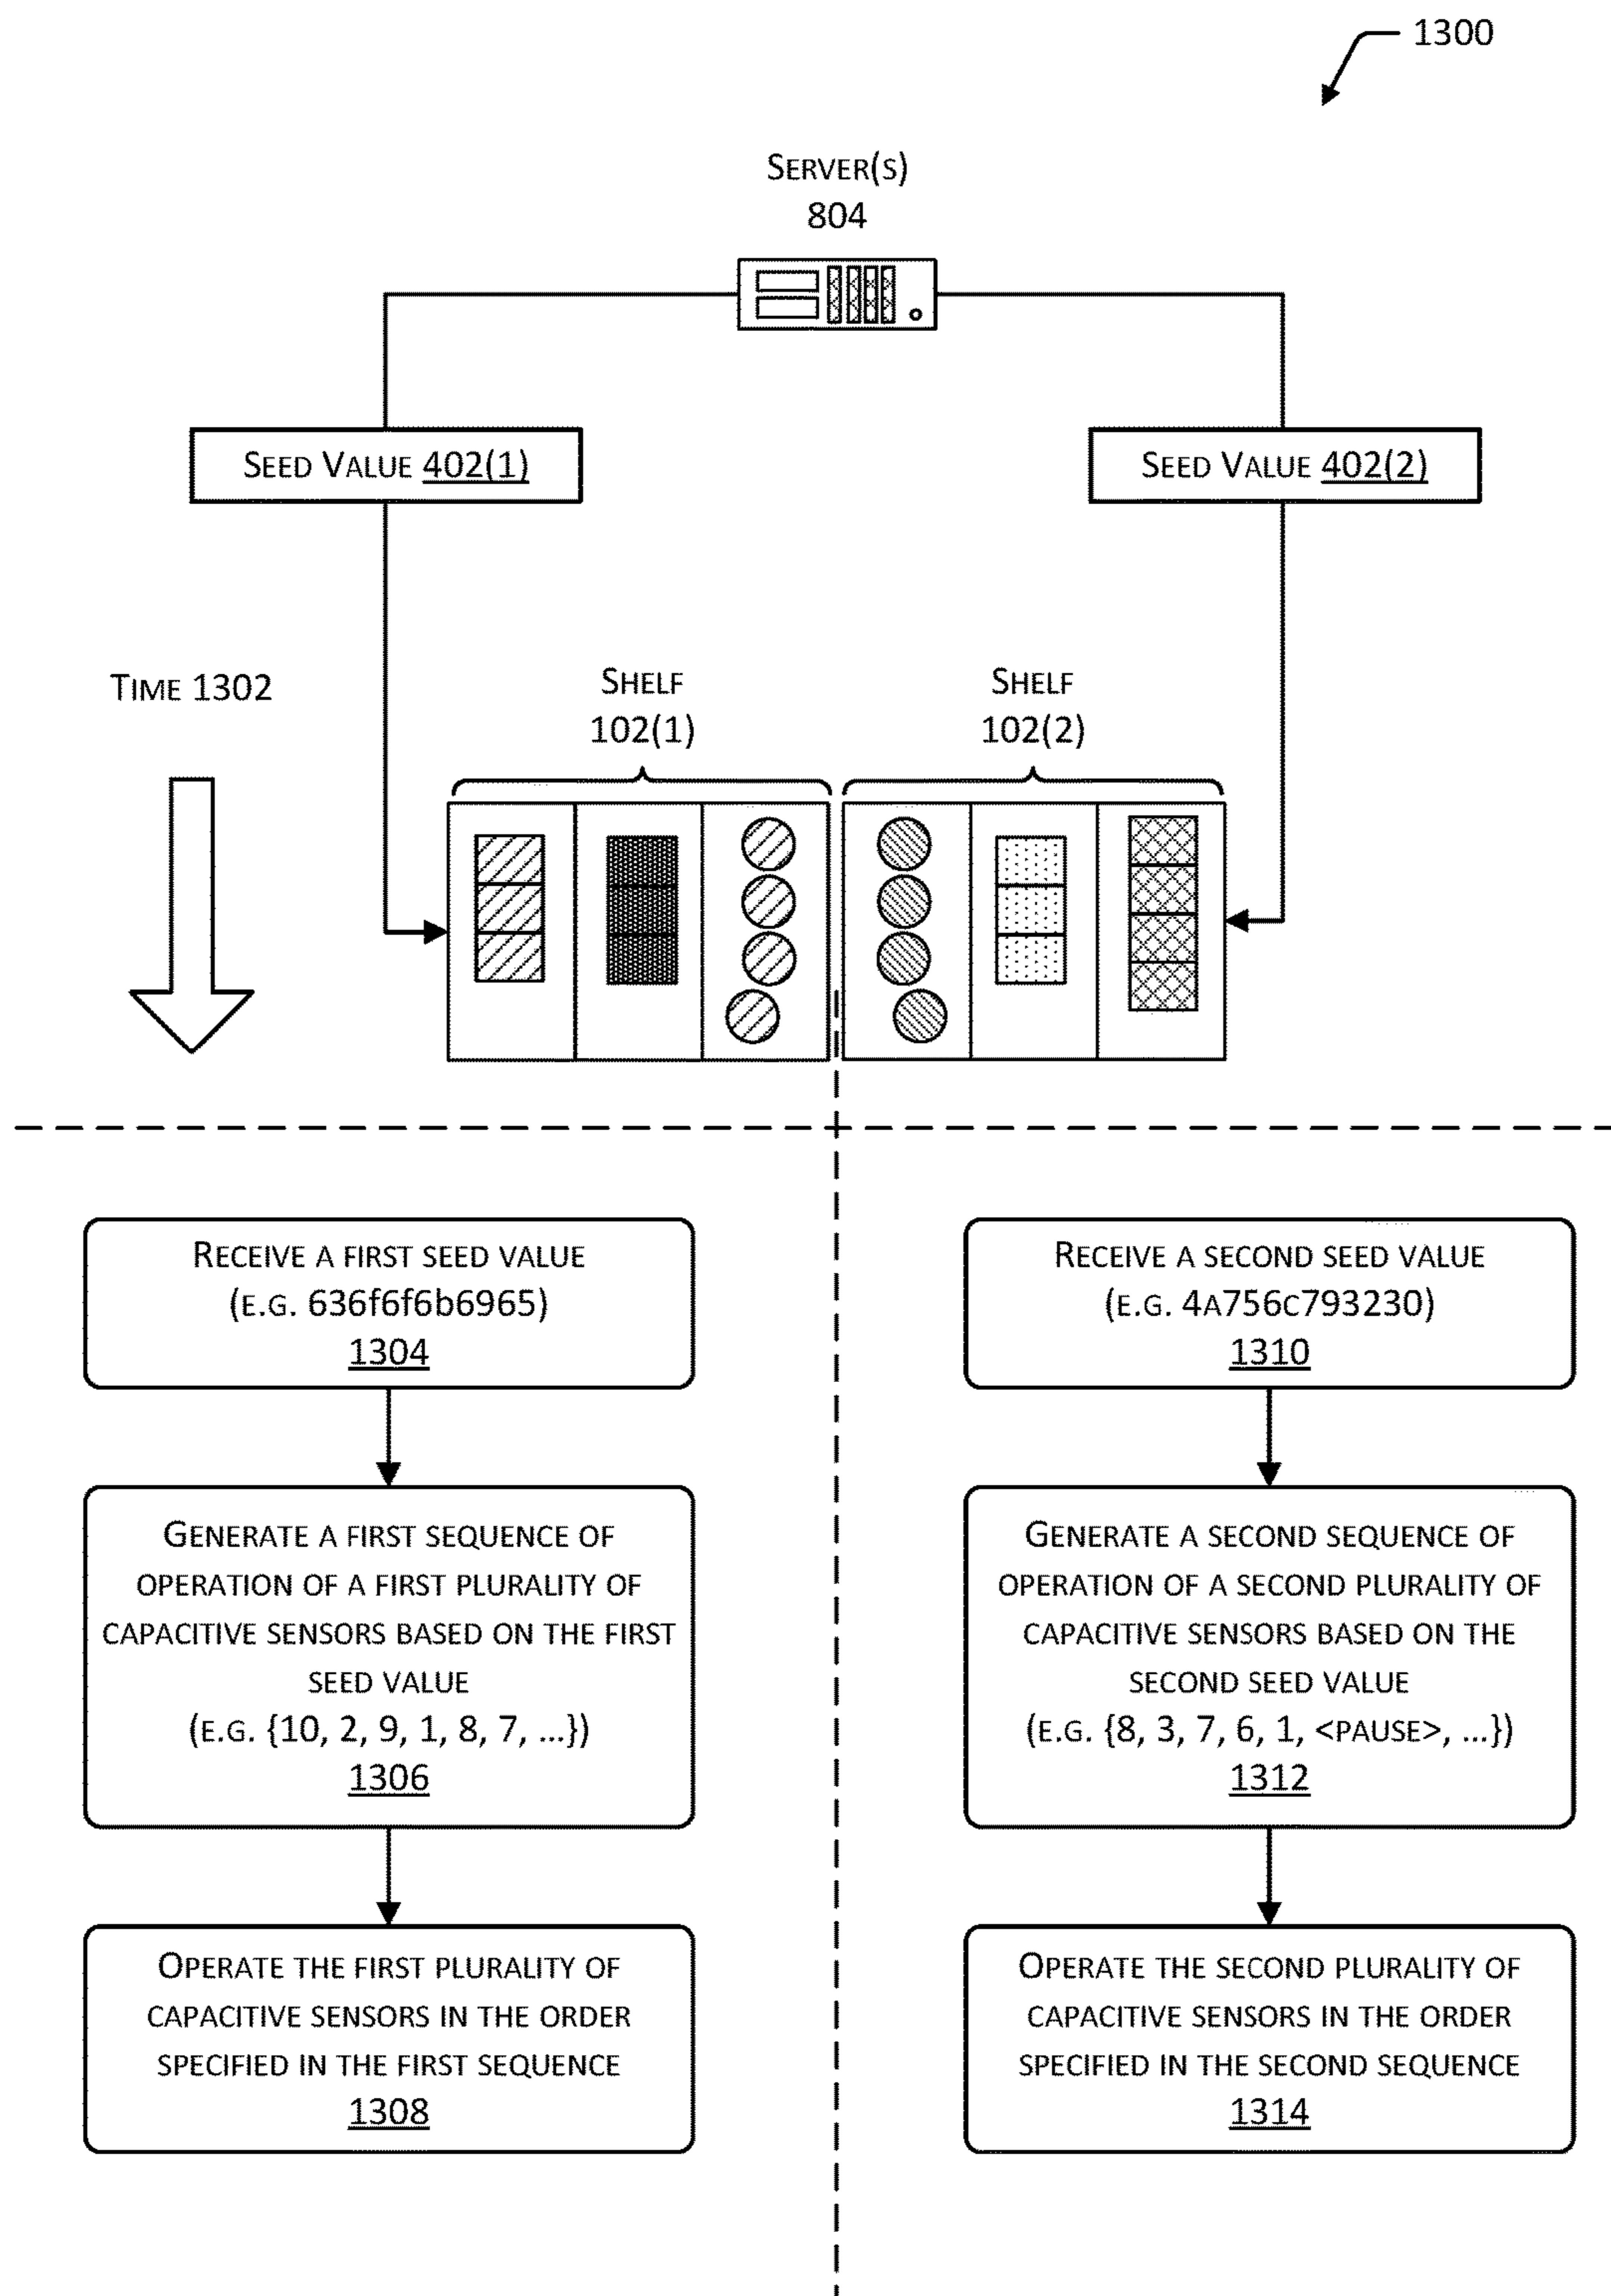 1300
Server(s)
804
Seed Value 402(1)
Seed Value 402(2)
Time 1302
Shelf
102(1)
Shelf
102(2)
Receive a first seed value
(e.g. 636f6f6b6965)
1304
Generate a first sequence of
operation of a first plurality of
capacitive sensors based on the first
seed value
(e.g. {10, 2, 9, 1, 8, 7, ...})
1306
Operate the first plurality of
capacitive sensors in the order
specified in the first sequence
1308
Receive a second seed value
(e.g. 4a756c793230)
1310
Generate a second sequence of
operation of a second plurality of
capacitive sensors based on the
second seed value
(e.g. {8, 3, 7, 6, 1, <pause>, ...})
1312
Operate the second plurality of
capacitive sensors in the order
specified in the second sequence
1314